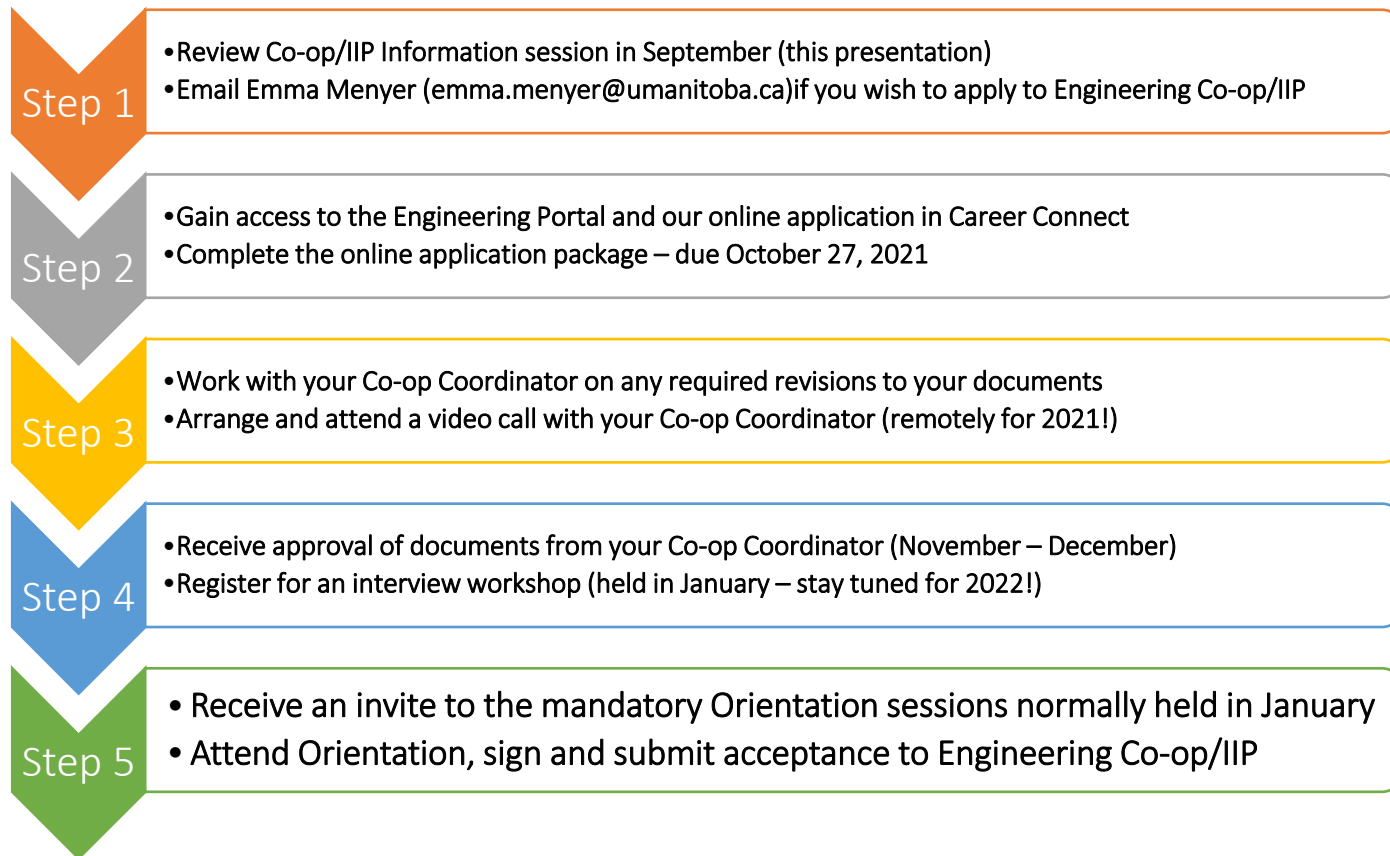 Step 1
•Review Co-op/IIP Information session in September (this presentation)
•Email Emma Menyer (emma.menyer@umanitoba.ca)if you wish to apply to Engineering Co-op/IIP
Step 2
•Gain access to the Engineering Portal and our online application in Career Connect
•Complete the online application package – due October 27, 2021
Step 3
•Work with your Co-op Coordinator on any required revisions to your documents
•Arrange and attend a video call with your Co-op Coordinator (remotely for 2021!)
Step 4
•Receive approval of documents from your Co-op Coordinator (November – December)
•Register for an interview workshop (held in January – stay tuned for 2022!)
Step 5
• Receive an invite to the mandatory Orientation sessions normally held in January
• Attend Orientation, sign and submit acceptance to Engineering Co-op/IIP